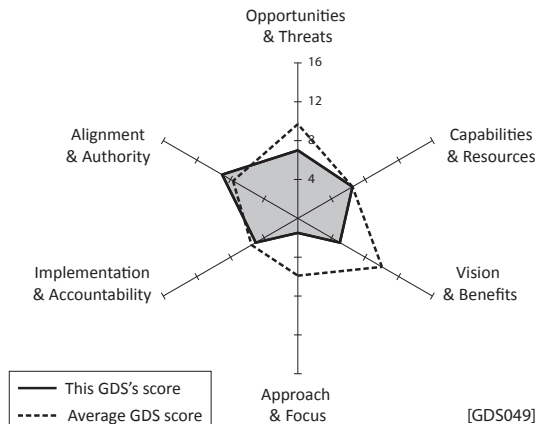 Opportunities
& Threats
16
12
8
4
Alignment
& Authority
Capabilities
& Resources
Implementation
& Accountability
Vision
& Benefits
Approach
& Focus
This GDS's score
Average GDS score
[GDS049]